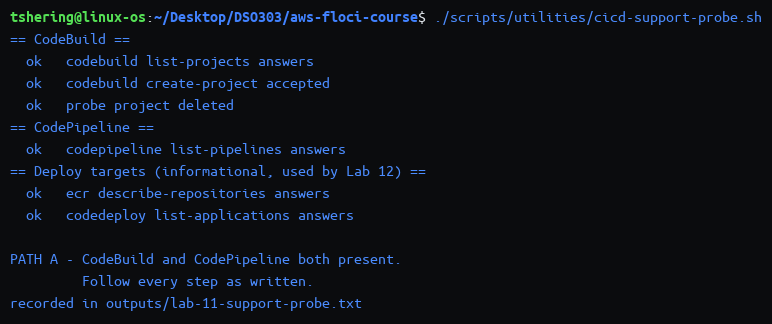 tshering@linux-os:~/Desktop/DSO303/aws-floci-course$ ./scripts/utilities/cicd-support-probe.sh
== CodeBuild ==
  ok   codebuild list-projects answers
  ok   codebuild create-project accepted
  ok   probe project deleted
== CodePipeline ==
  ok   codepipeline list-pipelines answers
== Deploy targets (informational, used by Lab 12) ==
  ok   ecr describe-repositories answers
  ok   codedeploy list-applications answers

PATH A - CodeBuild and CodePipeline both present.
         Follow every step as written.
recorded in outputs/lab-11-support-probe.txt